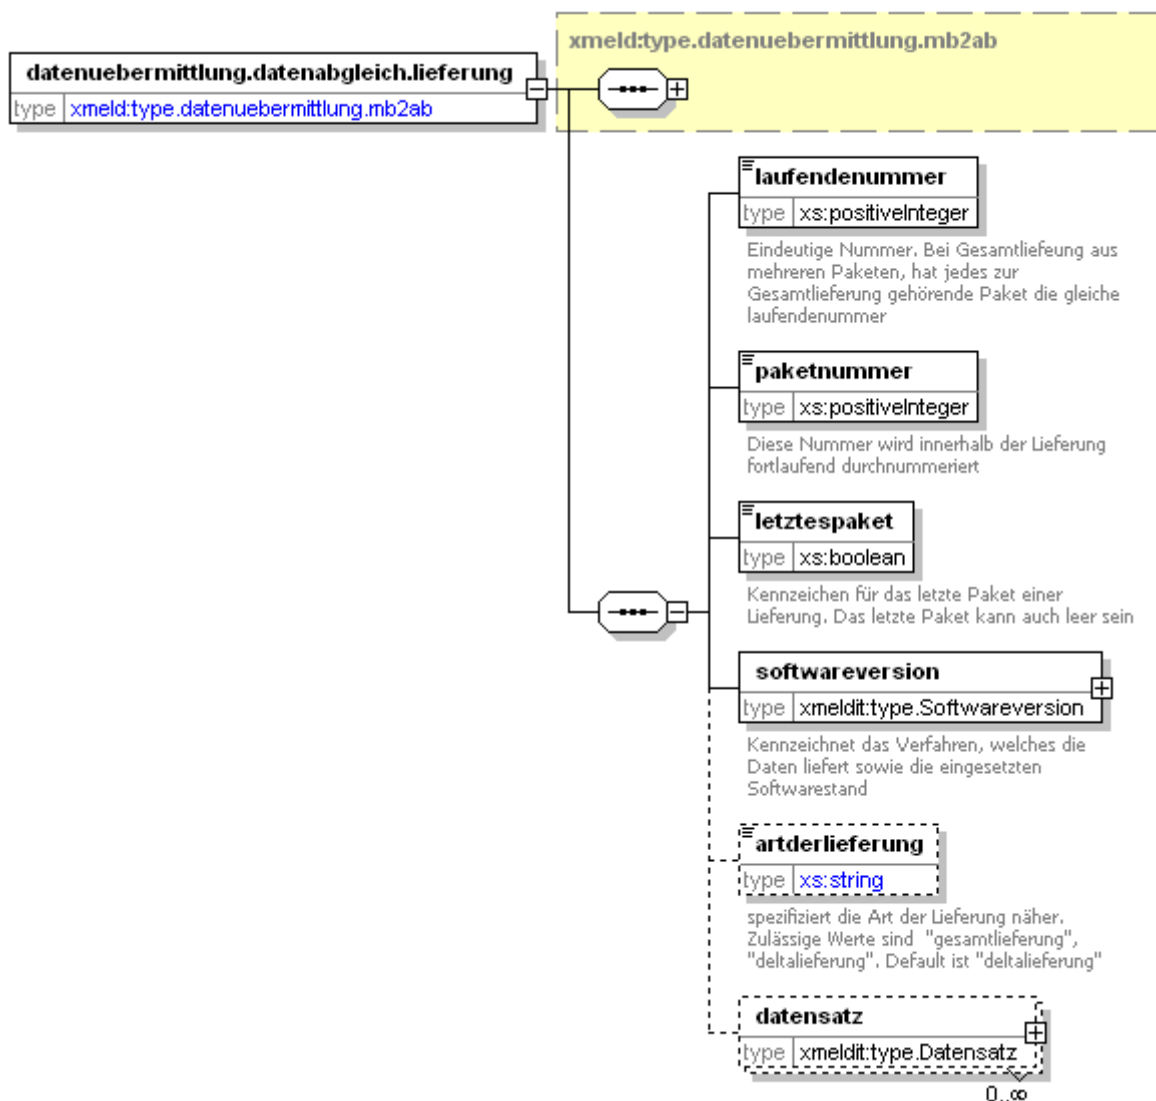 xmeld:type.datenuebermittlung.mb2ab
datenuebermittlung.datenabgleich.lieferung
type xmeld:type.datenuebermittlung.mb2ab
laufendenummer
type xs:positiveInteger
Eindeutige Nummer. Bei Gesamtliefeung aus
mehreren Paketen, hat jedes zur
Gesamtlieferung gehörende Paket die gleiche
laufendenummer
paketnummer
type xs:positiveInteger
Diese Nummer wird innerhalb der Lieferung
fortlaufend durchnummeriert
letztespaket
type xs:boolean
Kennzeichen für das letzte Paket einer
Lieferung. Das letzte Paket kann auch leer sein
softwareversion
type xmeldit:type.Softwareversion
Kennzeichnet das Verfahren, welches die
Daten liefert sowie die eingesetzten
Softwarestand
artderlieferung
type xs:string
spezifiziert die Art der Lieferung näher.
Zulässige Werte sind "gesamtlieferung",
"deltalieferung". Default ist "deltalieferung"
datensatz
type xmeldit:type.Datensatz
0..∞